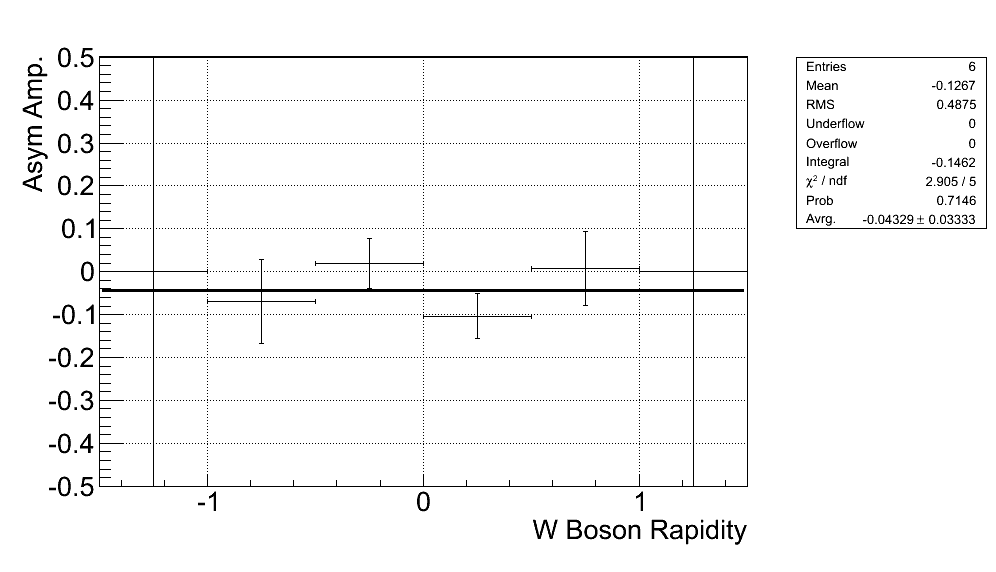 Asym Amp.
0.5
0.4
0.3
0.2
0.1
0
-0.1
-0.2
-0.3
-0.4
-0.5
-1 0 1
W Boson Rapidity
Entries 6
Mean -0.1267
RMS 0.4875
Underflow 0
Overflow 0
Integral -0.1462
χ² / ndf 2.905 / 5
Prob 0.7146
Avrg. -0.04329 ± 0.03333